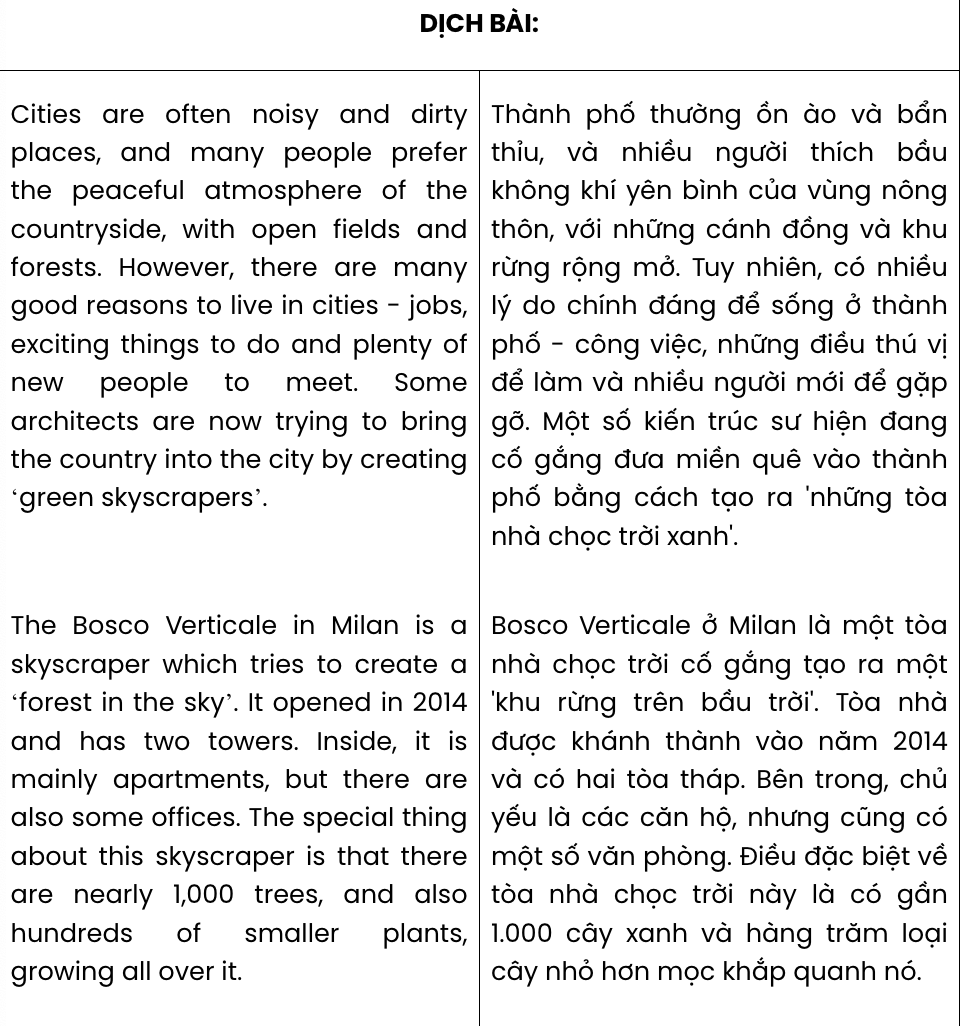 DỊCH BÀI:
Cities are often noisy and dirty
places, and many people prefer
the peaceful atmosphere of the
countryside, with open fields and
forests. However, there are many
good reasons to live in cities - jobs,
exciting things to do and plenty of
new people to meet. Some
architects are now trying to bring
the country into the city by creating
‘green skyscrapers’.
Thành phố thường ồn ào và bẩn
thỉu, và nhiều người thích bầu
không khí yên bình của vùng nông
thôn, với những cánh đồng và khu
rừng rộng mở. Tuy nhiên, có nhiều
lý do chính đáng để sống ở thành
phố - công việc, những điều thú vị
để làm và nhiều người mới để gặp
gỡ. Một số kiến trúc sư hiện đang
cố gắng đưa miền quê vào thành
phố bằng cách tạo ra 'những tòa
nhà chọc trời xanh'.
The Bosco Verticale in Milan is a
skyscraper which tries to create a
‘forest in the sky’. It opened in 2014
and has two towers. Inside, it is
mainly apartments, but there are
also some offices. The special thing
about this skyscraper is that there
are nearly 1,000 trees, and also
hundreds of smaller plants,
growing all over it.
Bosco Verticale ở Milan là một tòa
nhà chọc trời cố gắng tạo ra một
'khu rừng trên bầu trời'. Tòa nhà
được khánh thành vào năm 2014
và có hai tòa tháp. Bên trong, chủ
yếu là các căn hộ, nhưng cũng có
một số văn phòng. Điều đặc biệt về
tòa nhà chọc trời này là có gần
1.000 cây xanh và hàng trăm loại
cây nhỏ hơn mọc khắp quanh nó.